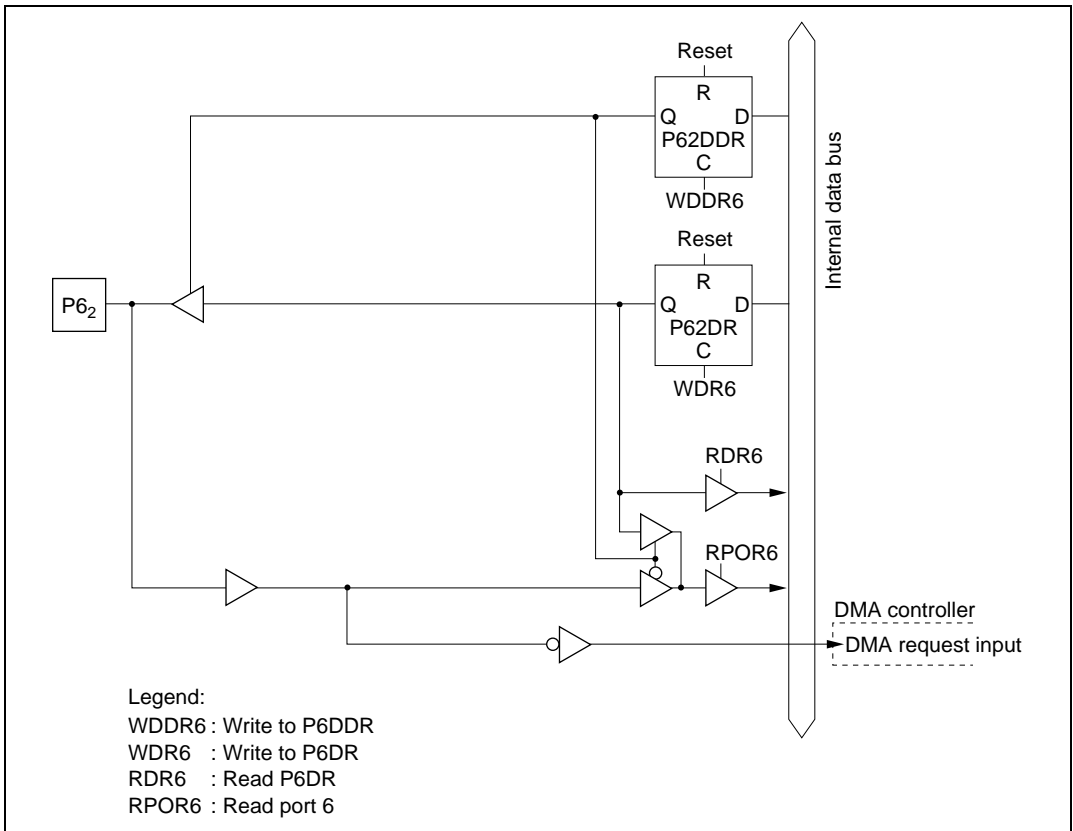 Reset
R
Q D
P62DDR
C
WDDR6
Internal data bus
Reset
R
P6₂
Q D
P62DR
C
WDR6
RDR6
RPOR6
DMA controller
DMA request input
Legend:
WDDR6 : Write to P6DDR
WDR6 : Write to P6DR
RDR6 : Read P6DR
RPOR6 : Read port 6